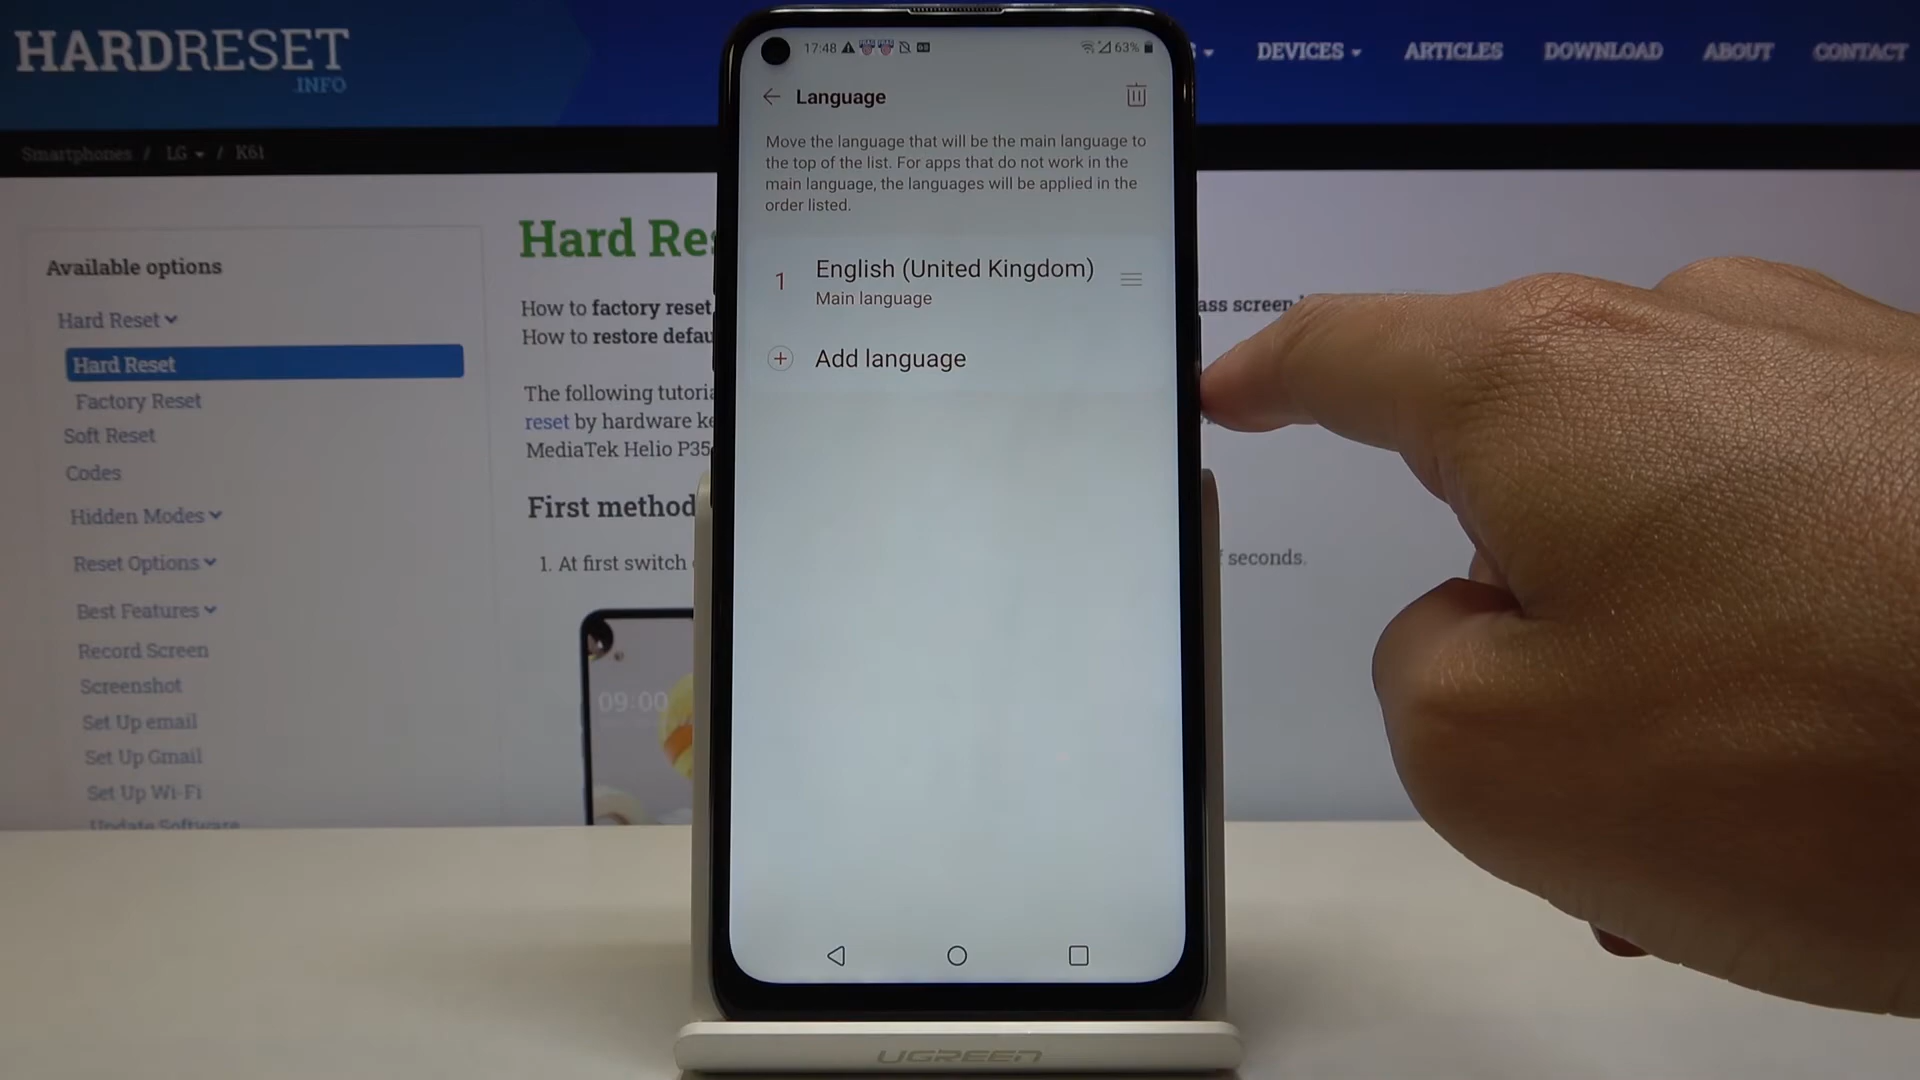 HARDRESET
.INFO
DEVICES
ARTICLES
DOWNLOAD
ABOUT
CONTACT
Smartphones / LG / K61
Available options
Hard Reset
Hard Reset
Factory Reset
Soft Reset
Codes
Hidden Modes
Reset Options
Best Features
Record Screen
Screenshot
Set Up email
Set Up Gmail
Set Up Wi-Fi
Update Software
Hard Res
How to factory reset
How to restore defau
ass screen
The following tutoria
reset by hardware ke
MediaTek Helio P35
First method
1. At first switch
seconds.
09:00
17:48
63%
Language
Move the language that will be the main language to
the top of the list. For apps that do not work in the
main language, the languages will be applied in the
order listed.
1 English (United Kingdom)
Main language
+ Add language
UGREEN